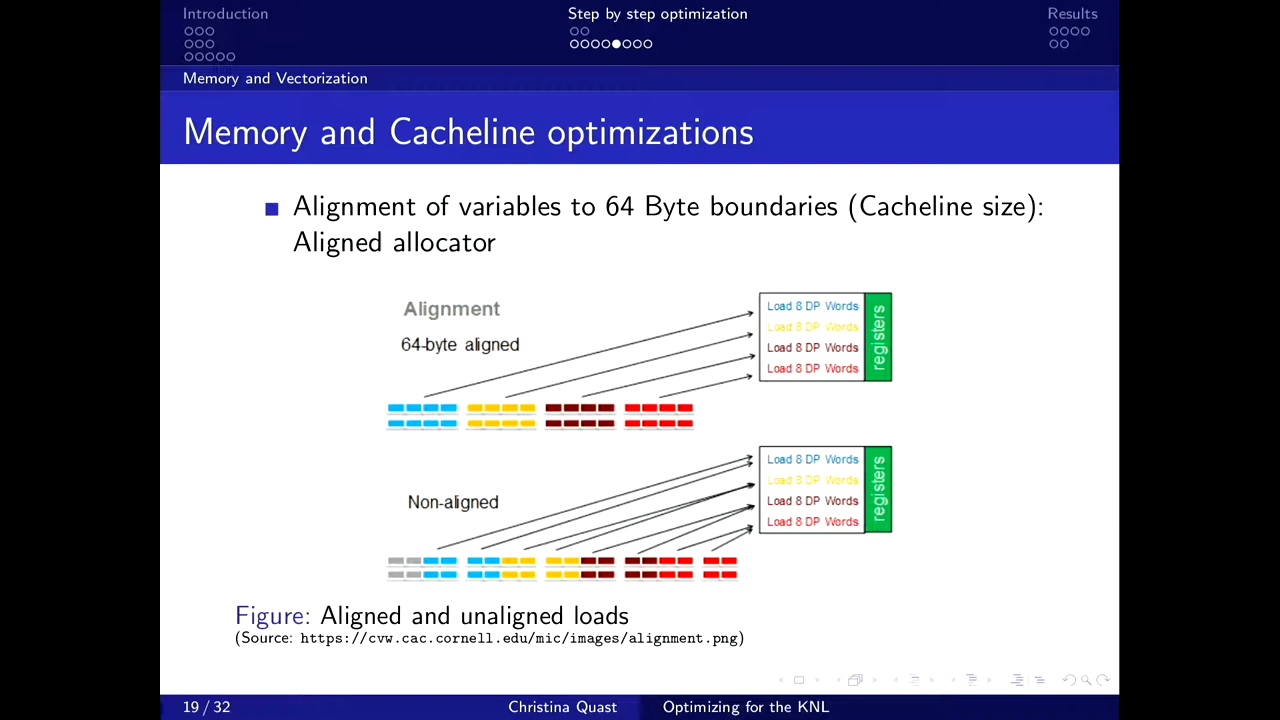 Introduction
Step by step optimization
Results
Memory and Vectorization
Memory and Cacheline optimizations
Alignment of variables to 64 Byte boundaries (Cacheline size):
Aligned allocator
Alignment
64-byte aligned
Load 8 DP Words
Load 8 DP Words
Load 8 DP Words
Load 8 DP Words
registers
Non-aligned
Load 8 DP Words
Load 8 DP Words
Load 8 DP Words
Load 8 DP Words
registers
Figure: Aligned and unaligned loads
(Source: https://cvw.cac.cornell.edu/mic/images/alignment.png)
19 / 32
Christina Quast
Optimizing for the KNL